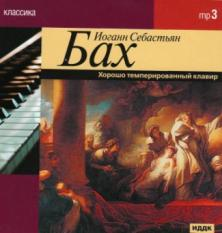 классика
mp3
Иоганн Себастьян
Бах
Хорошо темперированный клавир
ИДДК